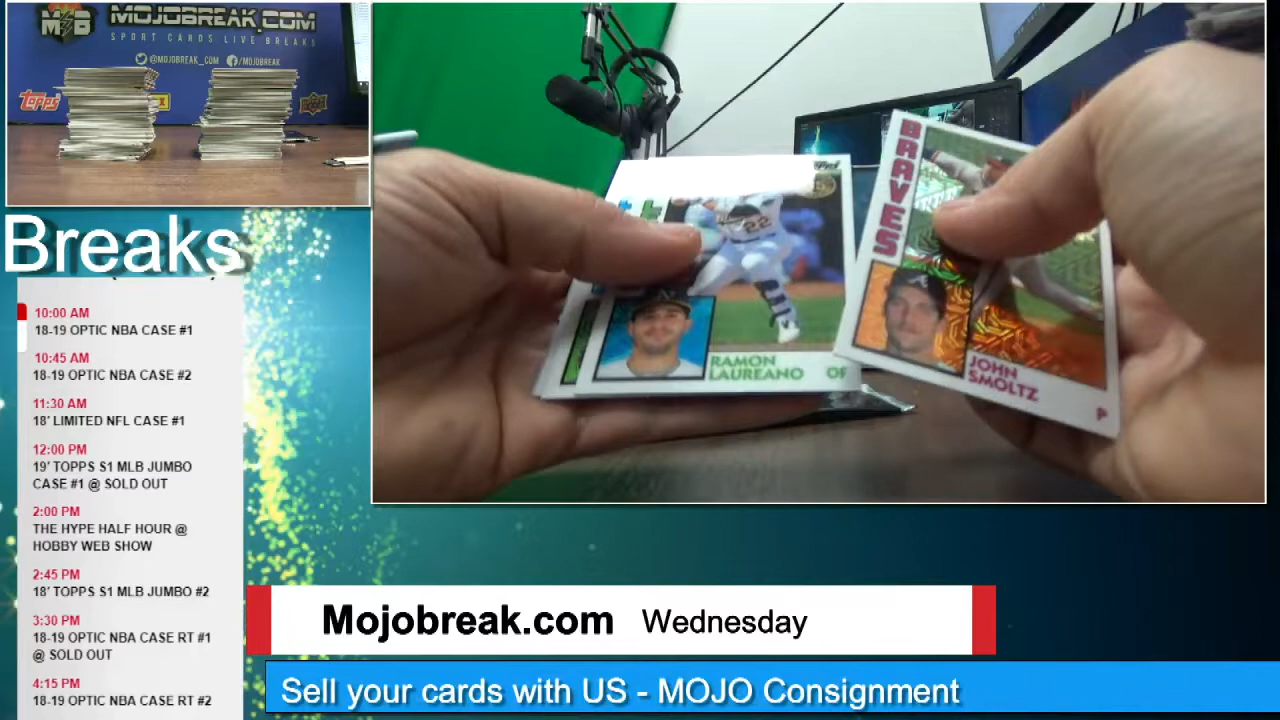 MOJOBREAK.COM
SPORT CARDS LIVE BREAKS
@MOJOBREAK_COM /MOJOBREAK
Topps
Breaks
10:00 AM
18-19 OPTIC NBA CASE #1
10:45 AM
18-19 OPTIC NBA CASE #2
11:30 AM
18' LIMITED NFL CASE #1
12:00 PM
19' TOPPS S1 MLB JUMBO
CASE #1 @ SOLD OUT
2:00 PM
THE HYPE HALF HOUR @
HOBBY WEB SHOW
2:45 PM
18' TOPPS S1 MLB JUMBO #2
3:30 PM
18-19 OPTIC NBA CASE RT #1
@ SOLD OUT
4:15 PM
18-19 OPTIC NBA CASE RT #2
Topps
22
RAMON
LAUREANO OF
BRAVES
JOHN
SMOLTZ
P
Mojobreak.com Wednesday
Sell your cards with US - MOJO Consignment